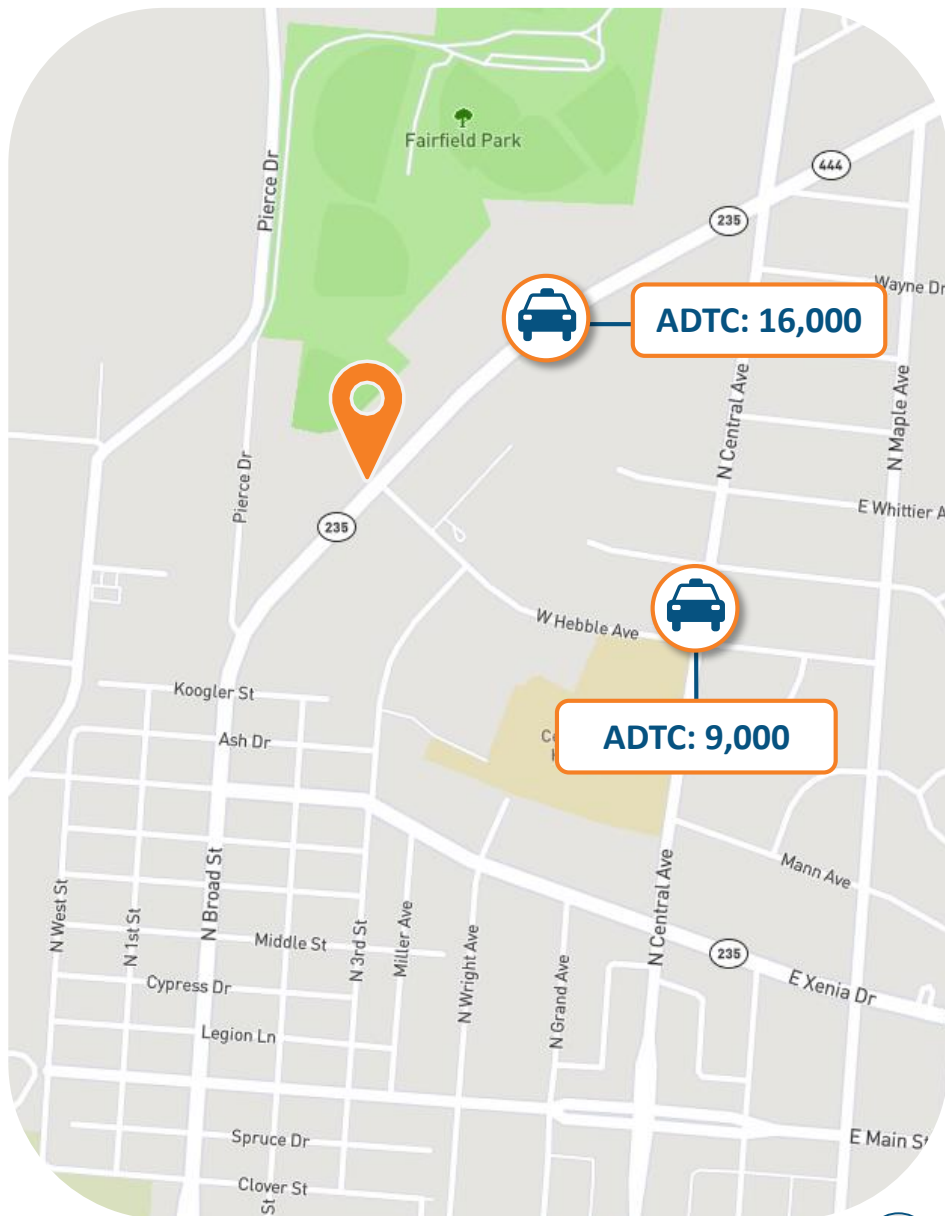 Fairfield Park
Pierce Dr
444
235
Wayne Dr
ADTC: 16,000
N Central Ave
N Maple Ave
Pierce Dr
E Whittier A
235
W Hebble Ave
Koogler St
ADTC: 9,000
Ash Dr
Mann Ave
N Broad St
N West St
N 1st St
Middle St
N 3rd St
Miller Ave
N Wright Ave
N Central Ave
235
E Xenia Dr
Cypress Dr
N Grand Ave
Legion Ln
Spruce Dr
E Main St
Clover St
St